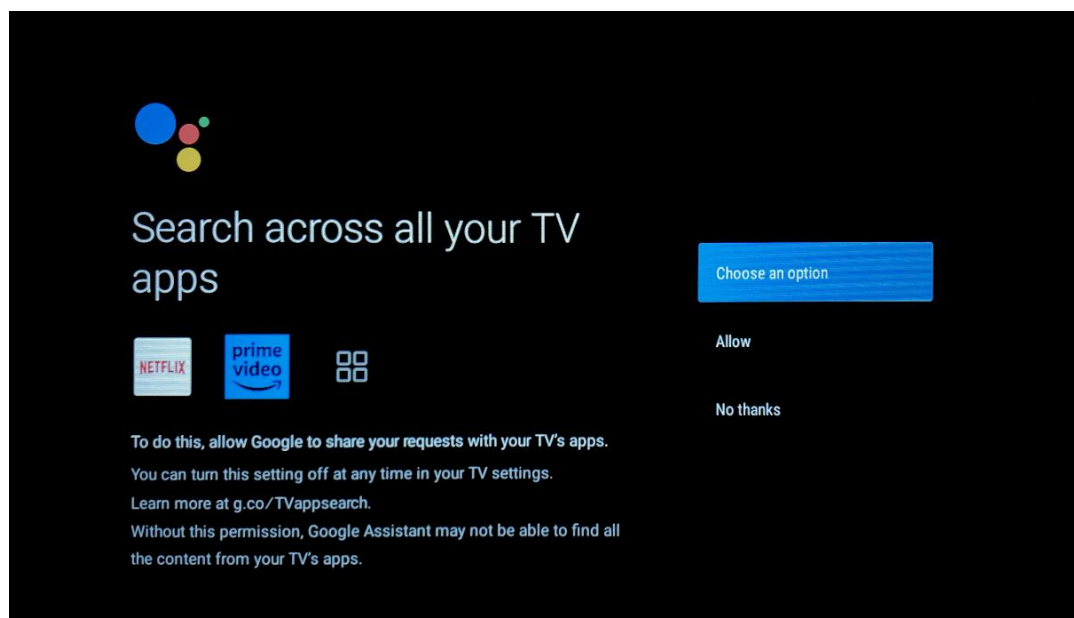 Search across all your TV
apps
NETFLIX
prime
video
To do this, allow Google to share your requests with your TV's apps.
You can turn this setting off at any time in your TV settings.
Learn more at g.co/TVappsearch.
Without this permission, Google Assistant may not be able to find all
the content from your TV's apps.
Choose an option
Allow
No thanks